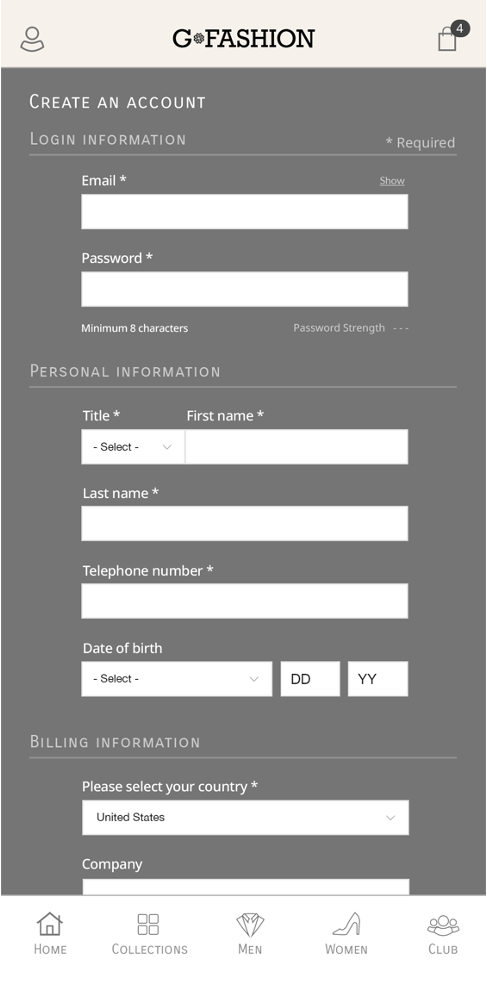 G FASHION
4
CREATE AN ACCOUNT
LOGIN INFORMATION
* Required
Email *
Show
Password *
Minimum 8 characters
Password Strength - - -
PERSONAL INFORMATION
Title * First name *
- Select -
Last name *
Telephone number *
Date of birth
- Select - DD YY
BILLING INFORMATION
Please select your country *
United States
Company
HOME COLLECTIONS MEN WOMEN CLUB